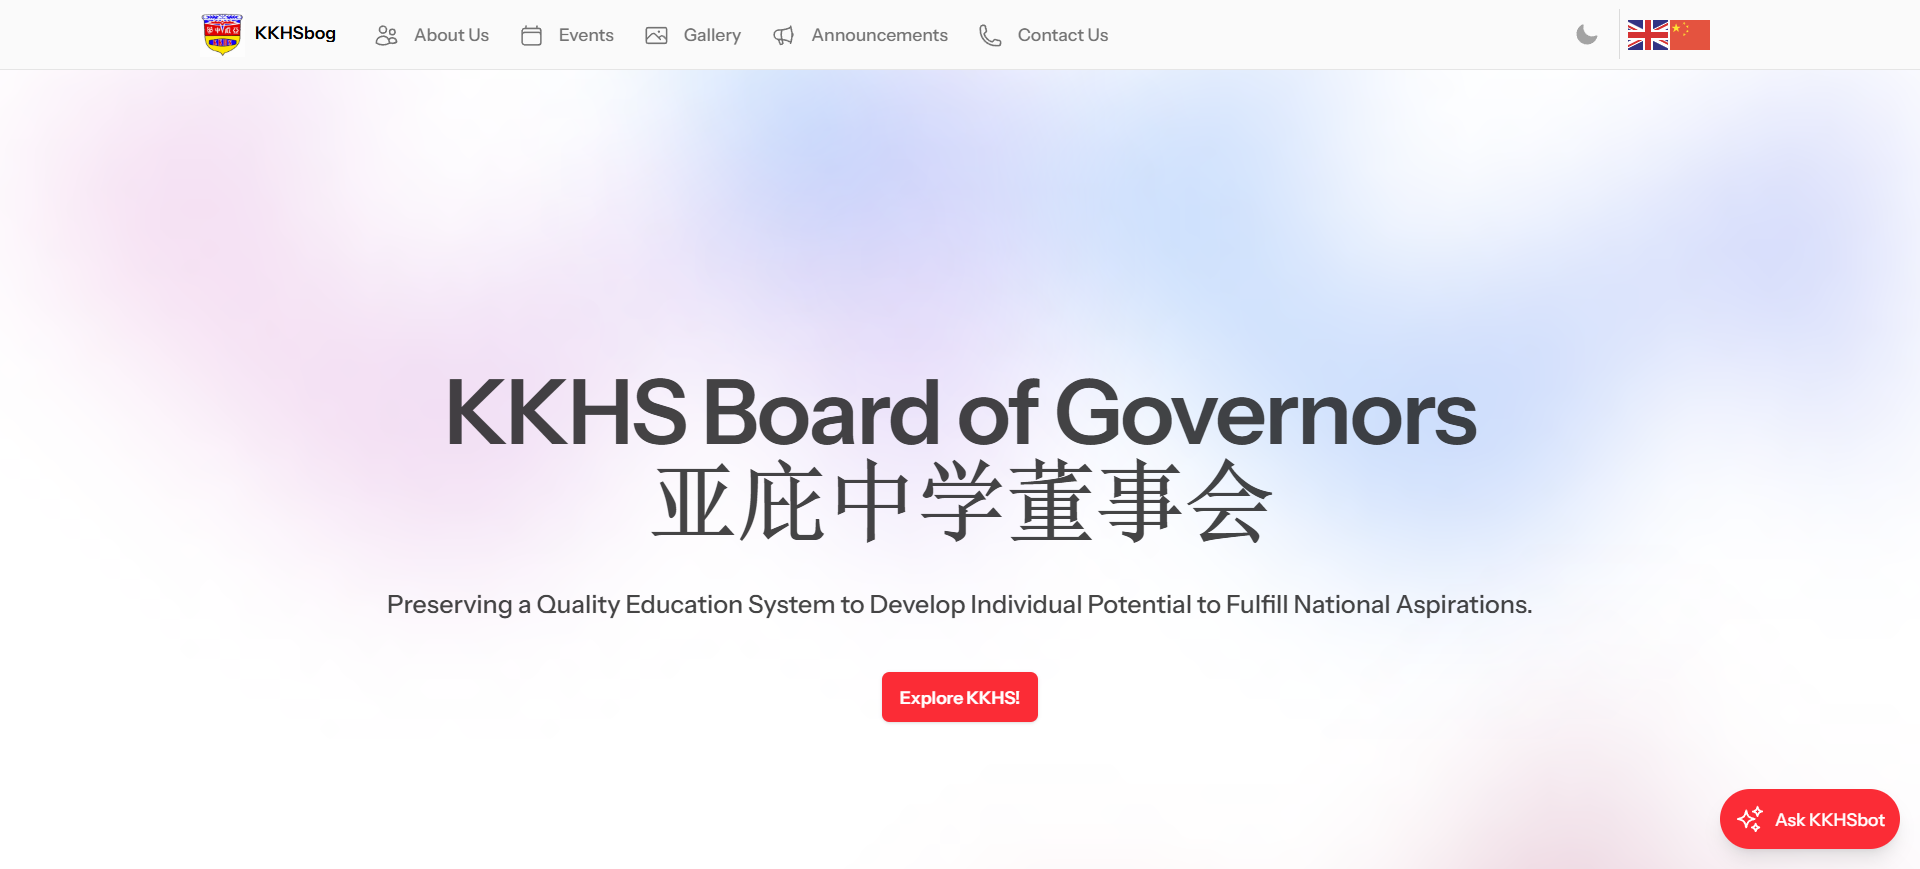 KKHSbog
About Us
Events
Gallery
Announcements
Contact Us
KKHS Board of Governors
亚庇中学董事会
Preserving a Quality Education System to Develop Individual Potential to Fulfill National Aspirations.
Explore KKHS!
Ask KKHSbot